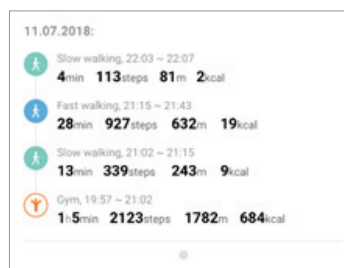 11.07.2018:
Slow walking, 22:03 ~ 22:07
4min 113steps 81m 2kcal
Fast walking, 21:15 ~ 21:43
28min 927steps 632m 19kcal
Slow walking, 21:02 ~ 21:15
13min 339steps 243m 9kcal
Gym, 19:57 ~ 21:02
1h5min 2123steps 1782m 684kcal